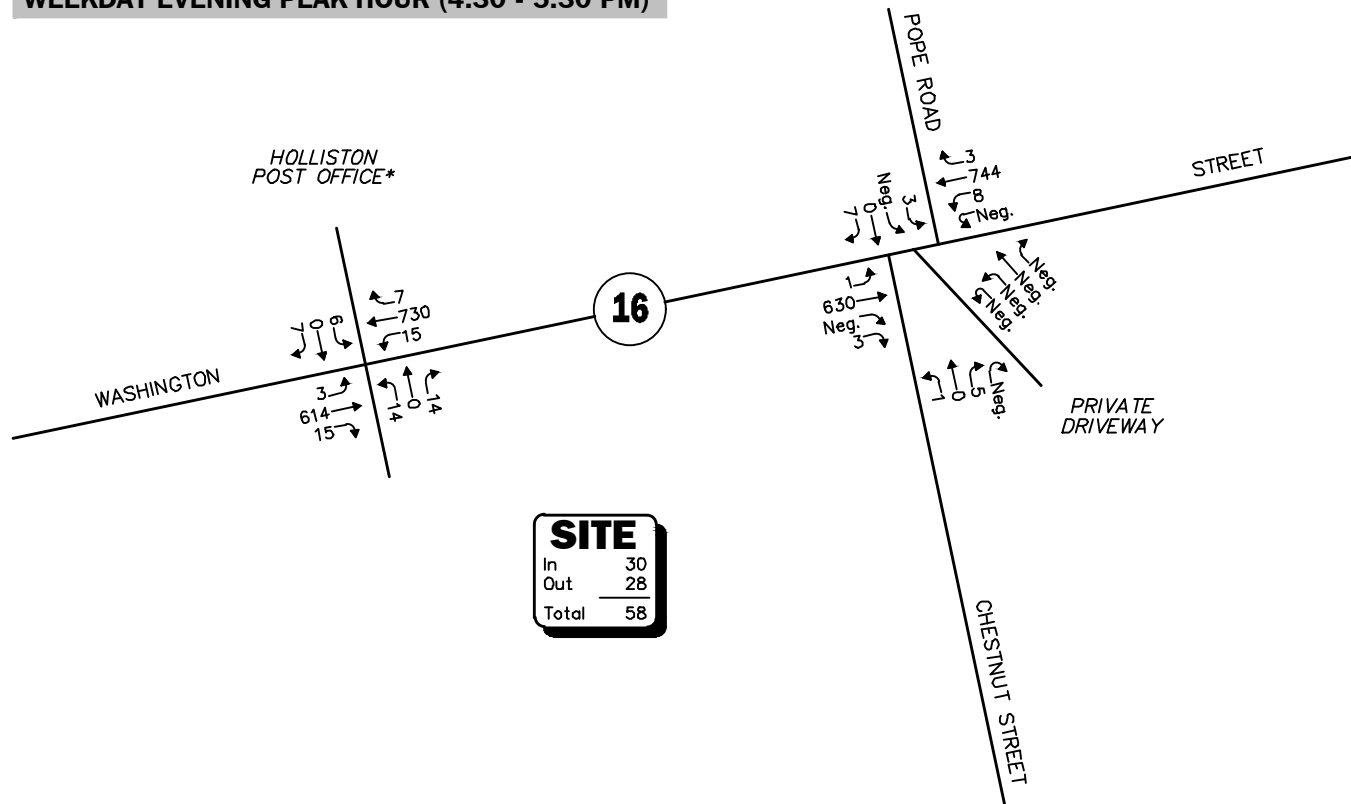 WEEKDAY EVENING PEAK HOUR (4:30 - 5:30 PM)
POPE ROAD
HOLLISTON
POST OFFICE*
STREET
3
744
8
Neg.
7
0
Neg.
3
1
630
Neg.
3
Neg.
Neg.
Neg.
Neg.
16
7
730
15
7
0
6
WASHINGTON
3
614
15
14
0
14
1
0
5
Neg.
PRIVATE
DRIVEWAY
SITE
In 30
Out 28
Total 58
CHESTNUT STREET